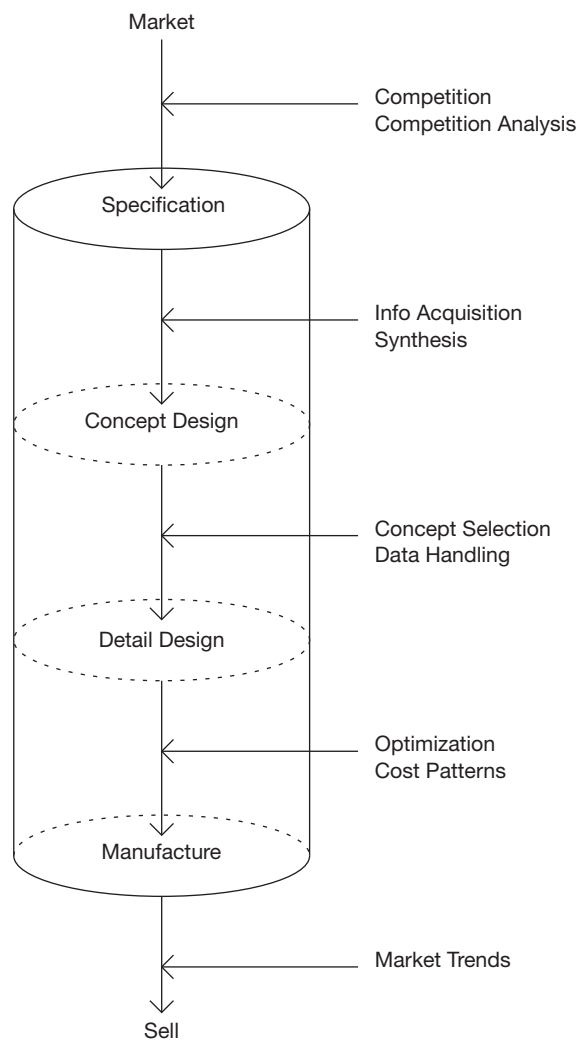 Market
Competition
Competition Analysis
Specification
Info Acquisition
Synthesis
Concept Design
Concept Selection
Data Handling
Detail Design
Optimization
Cost Patterns
Manufacture
Market Trends
Sell